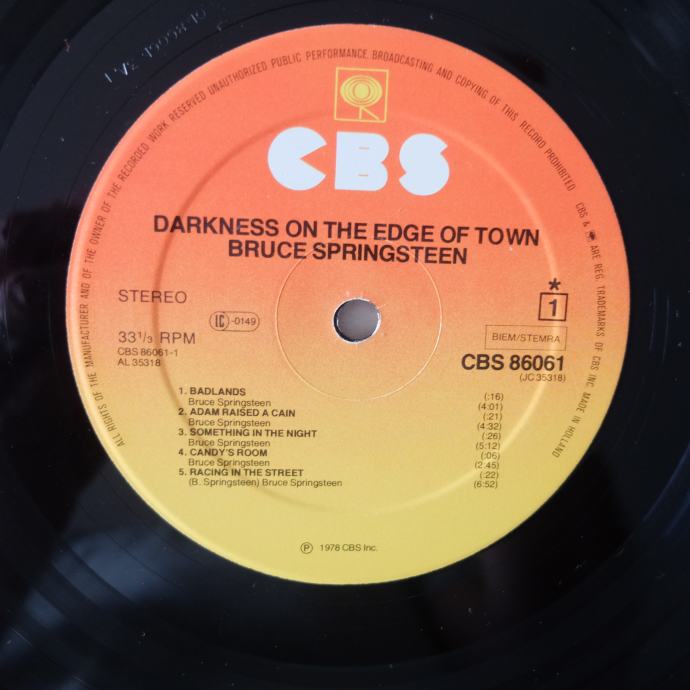 ALL RIGHTS OF THE MANUFACTURER AND OF THE OWNER OF THE RECORDED WORK RESERVED UNAUTHORIZED PUBLIC PERFORMANCE, BROADCASTING AND COPYING OF THIS RECORD PROHIBITED
CBS & ARE REG. TRADEMARKS OF CBS INC. MADE IN HOLLAND
CBS
DARKNESS ON THE EDGE OF TOWN
BRUCE SPRINGSTEEN
STEREO
*
1
LC-0149
33 1/3 RPM
CBS 86061-1
AL 35318
BIEM/STEMRA
CBS 86061
(JC 35318)
1. BADLANDS (:16)
Bruce Springsteen (4:01)
2. ADAM RAISED A CAIN (:21)
Bruce Springsteen (4:32)
3. SOMETHING IN THE NIGHT (:26)
Bruce Springsteen (5:12)
4. CANDY'S ROOM (:06)
Bruce Springsteen (2:45)
5. RACING IN THE STREET (:22)
(B. Springsteen) Bruce Springsteen (6:52)
Ⓟ 1978 CBS Inc.